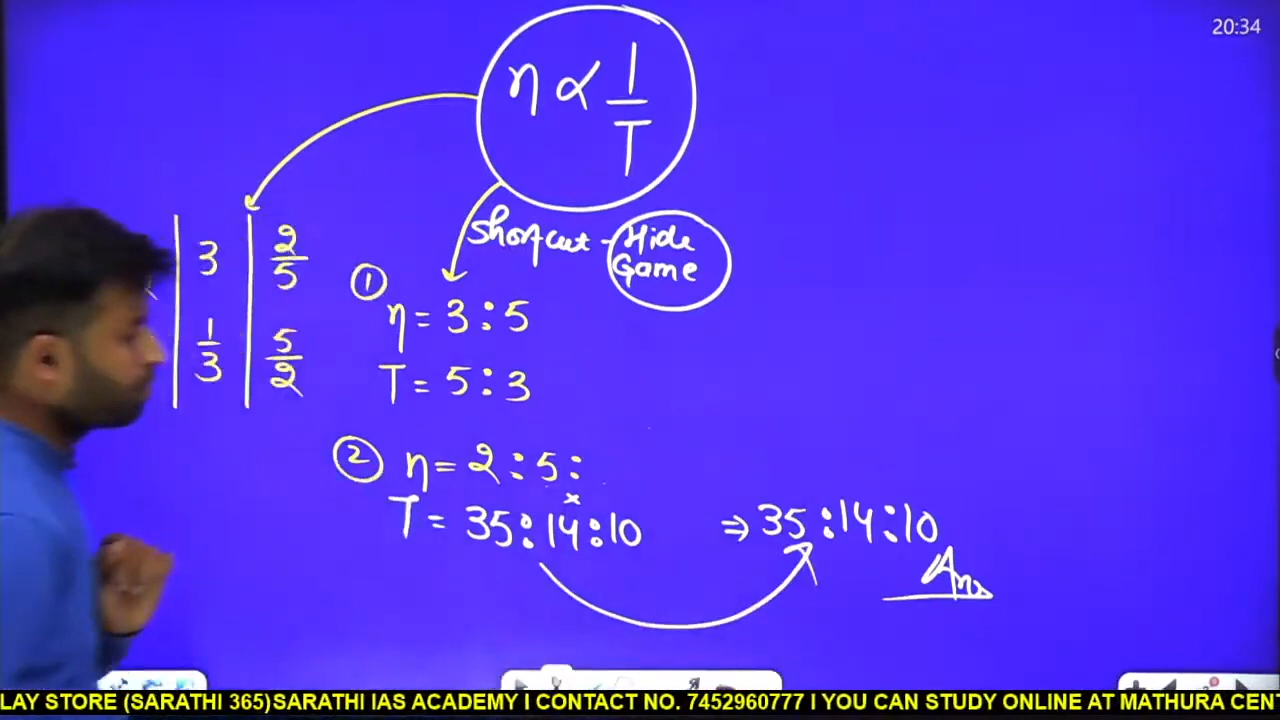 20:34
η ∝ 1/T
Shortcut - Hide Game
3 | 2/5
1/3 | 5/2
① η = 3 : 5
T = 5 : 3
② η = 2 : 5 :
×
T = 35 : 14 : 10 ⇒ 35 : 14 : 10
Ans
LAY STORE (SARATHI 365)SARATHI IAS ACADEMY I CONTACT NO. 7452960777 I YOU CAN STUDY ONLINE AT MATHURA CEN